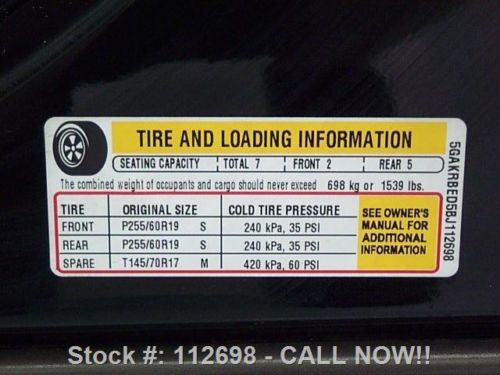 TIRE AND LOADING INFORMATION
SEATING CAPACITY TOTAL 7 FRONT 2 REAR 5
The combined weight of occupants and cargo should never exceed 698 kg or 1539 lbs.
TIRE ORIGINAL SIZE COLD TIRE PRESSURE
FRONT P255/60R19 S 240 kPa, 35 PSI
REAR P255/60R19 S 240 kPa, 35 PSI
SPARE T145/70R17 M 420 kPa, 60 PSI
SEE OWNER'S
MANUAL FOR
ADDITIONAL
INFORMATION
5GAKRBED5BJ112698
Stock #: 112698 - CALL NOW!!